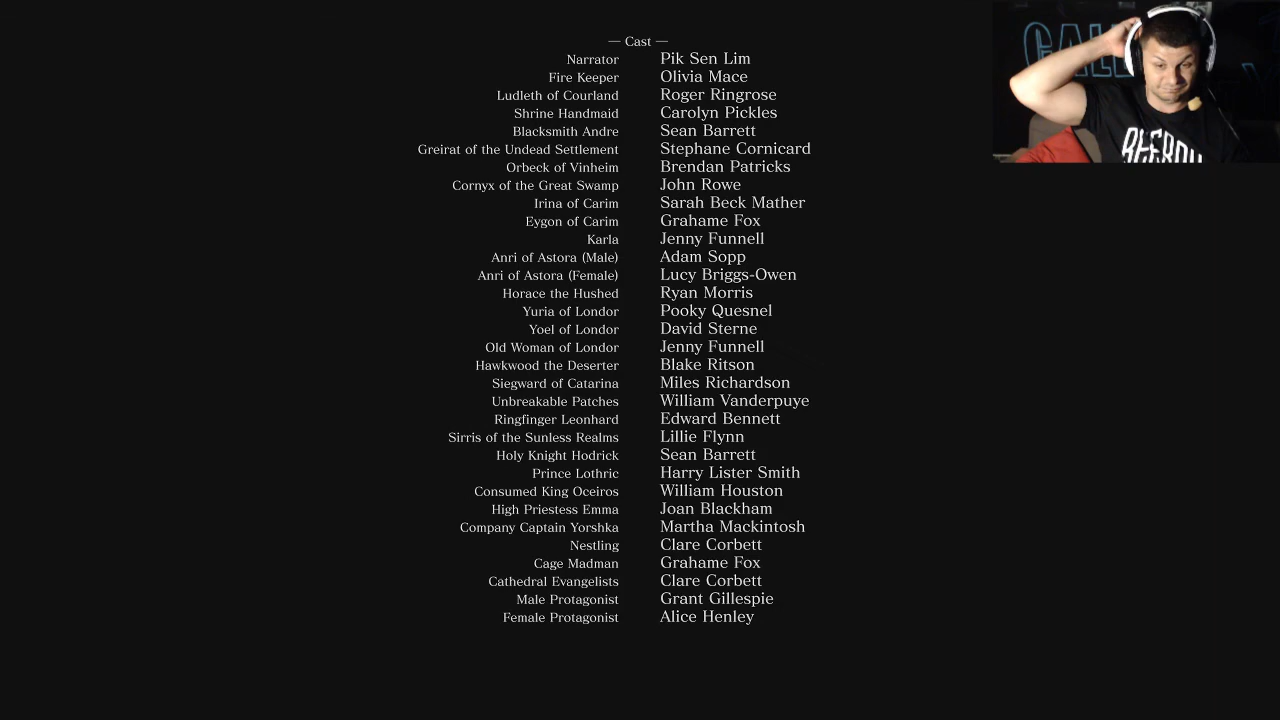 — Cast —
Narrator Pik Sen Lim
Fire Keeper Olivia Mace
Ludleth of Courland Roger Ringrose
Shrine Handmaid Carolyn Pickles
Blacksmith Andre Sean Barrett
Greirat of the Undead Settlement Stephane Cornicard
Orbeck of Vinheim Brendan Patricks
Cornyx of the Great Swamp John Rowe
Irina of Carim Sarah Beck Mather
Eygon of Carim Grahame Fox
Karla Jenny Funnell
Anri of Astora (Male) Adam Sopp
Anri of Astora (Female) Lucy Briggs-Owen
Horace the Hushed Ryan Morris
Yuria of Londor Pooky Quesnel
Yoel of Londor David Sterne
Old Woman of Londor Jenny Funnell
Hawkwood the Deserter Blake Ritson
Siegward of Catarina Miles Richardson
Unbreakable Patches William Vanderpuye
Ringfinger Leonhard Edward Bennett
Sirris of the Sunless Realms Lillie Flynn
Holy Knight Hodrick Sean Barrett
Prince Lothric Harry Lister Smith
Consumed King Oceiros William Houston
High Priestess Emma Joan Blackham
Company Captain Yorshka Martha Mackintosh
Nestling Clare Corbett
Cage Madman Grahame Fox
Cathedral Evangelists Clare Corbett
Male Protagonist Grant Gillespie
Female Protagonist Alice Henley
CALL